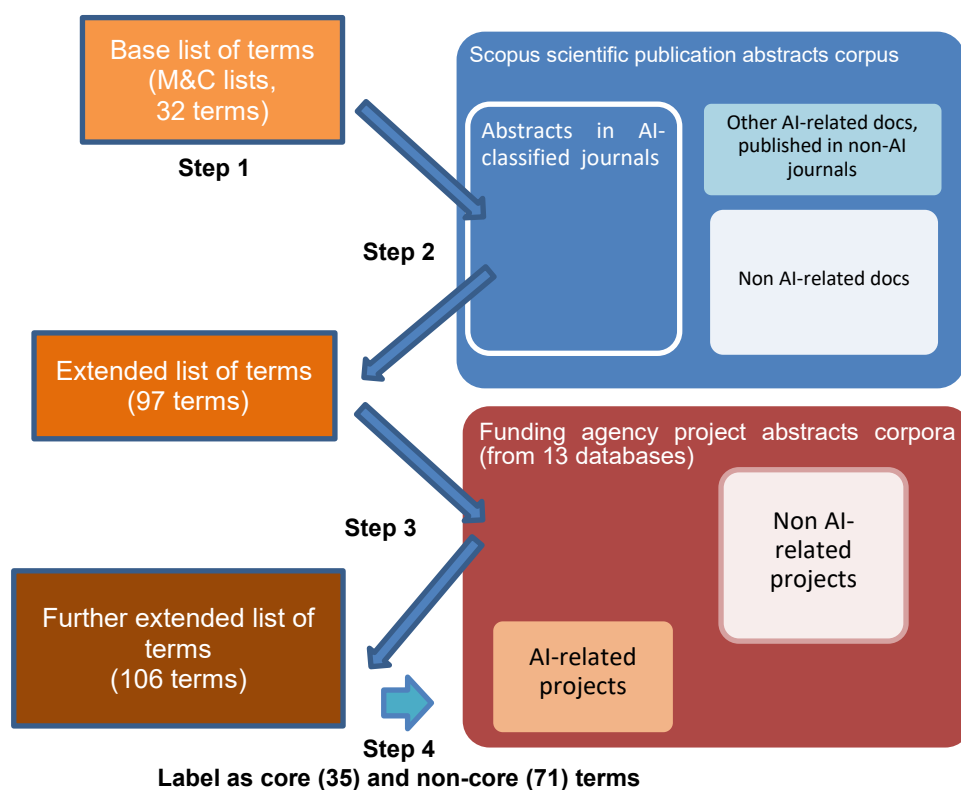 Base list of terms
(M&C lists,
32 terms)
Step 1
Scopus scientific publication abstracts corpus
Abstracts in AI-
classified journals
Other AI-related docs,
published in non-AI
journals
Non AI-related docs
Step 2
Extended list of terms
(97 terms)
Funding agency project abstracts corpora
(from 13 databases)
Step 3
Non AI-
related
projects
Further extended list of
terms
(106 terms)
AI-related
projects
Step 4
Label as core (35) and non-core (71) terms